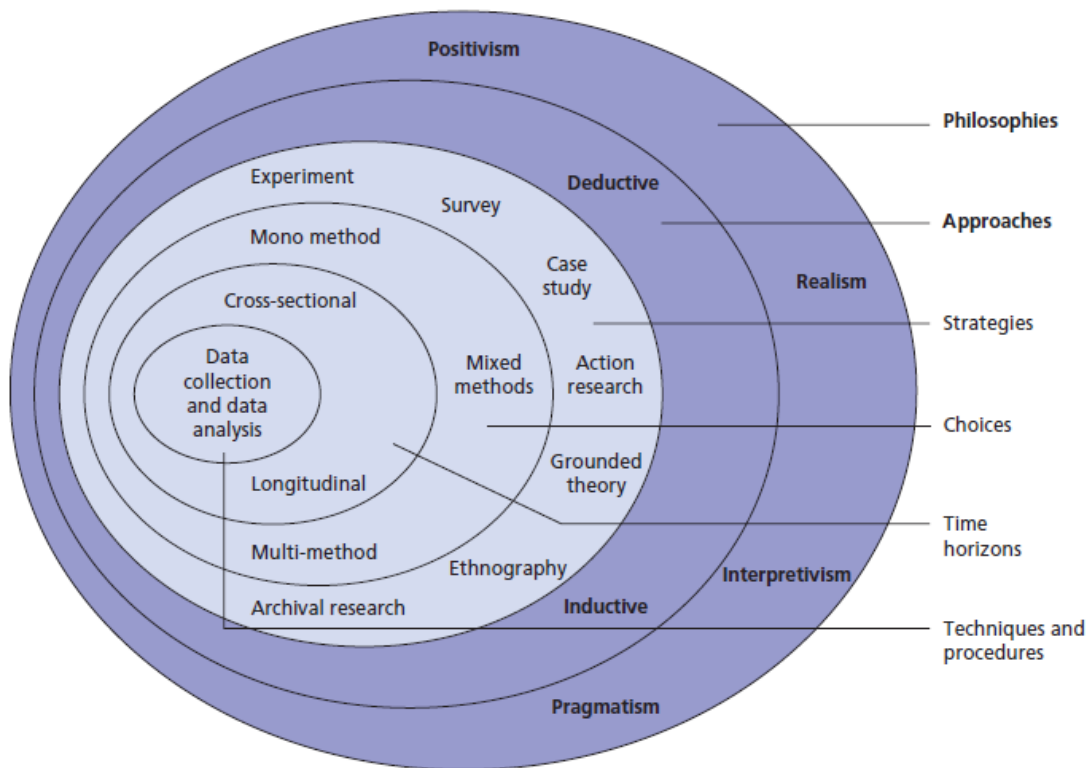 Positivism
Philosophies
Experiment
Deductive
Survey
Approaches
Mono method
Case
study
Realism
Cross-sectional
Strategies
Data
collection
and data
analysis
Mixed
methods
Action
research
Choices
Longitudinal
Grounded
theory
Time
horizons
Multi-method
Ethnography
Interpretivism
Archival research
Inductive
Techniques and
procedures
Pragmatism